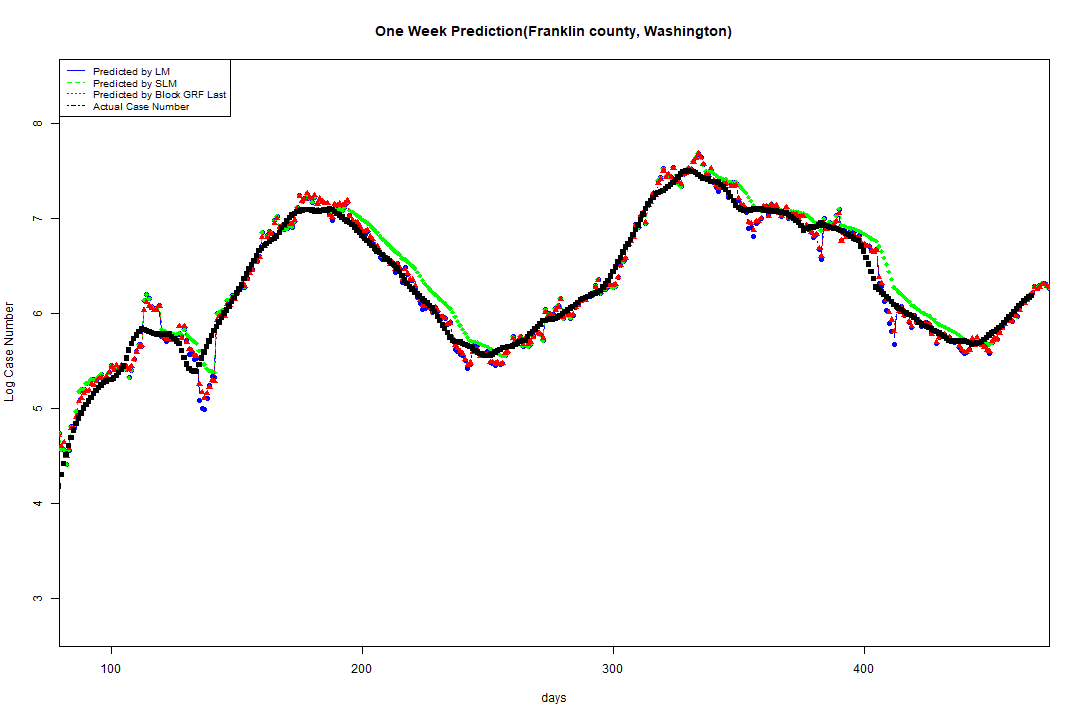 One Week Prediction(Franklin county, Washington)
Predicted by LM
Predicted by SLM
Predicted by Block GRF Last
Actual Case Number
8
7
6
5
4
3
Log Case Number
100 200 300 400
days